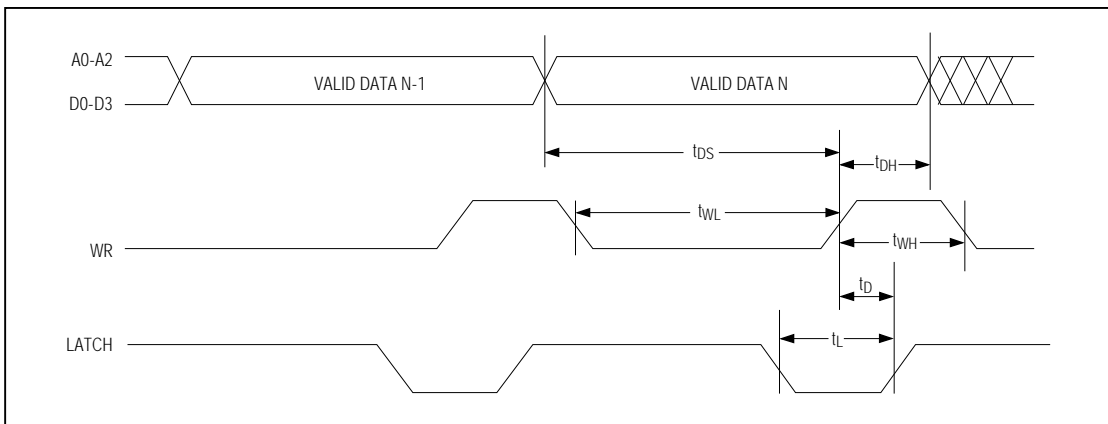 A0-A2
VALID DATA N-1
VALID DATA N
D0-D3
tDS
tDH
tWL
WR
tWH
tD
LATCH
tL